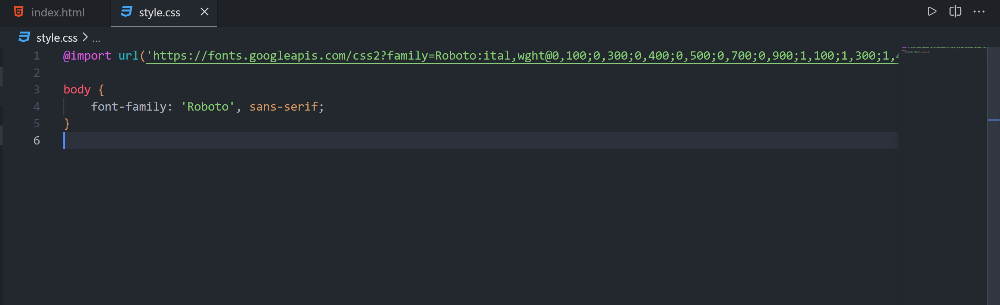 index.html
style.css
style.css > ...
1 @import url('https://fonts.googleapis.com/css2?family=Roboto:ital,wght@0,100;0,300;0,400;0,500;0,700;0,900;1,100;1,300;1,4
2
3 body {
4 font-family: 'Roboto', sans-serif;
5 }
6